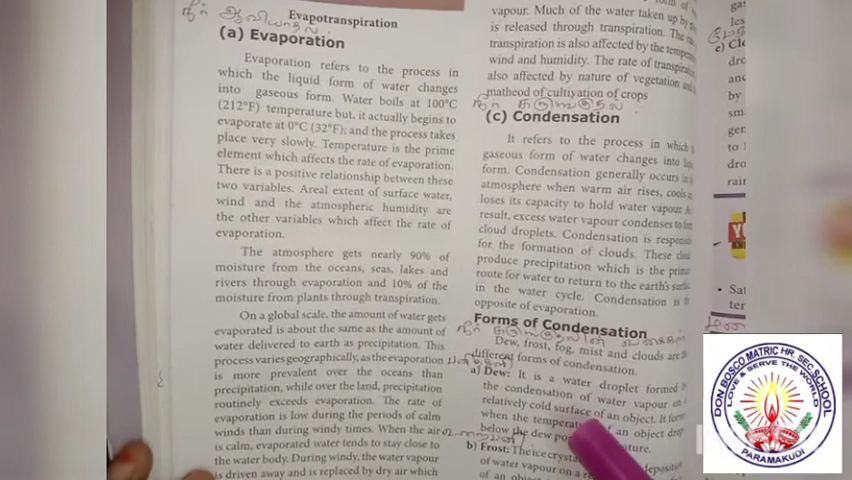 Evapotranspiration
நீர் ஆவியாதல்
(a) Evaporation
Evaporation refers to the process in
which the liquid form of water changes
into gaseous form. Water boils at 100°C
(212°F) temperature but, it actually begins to
evaporate at 0°C (32°F); and the process takes
place very slowly. Temperature is the prime
element which affects the rate of evaporation.
There is a positive relationship between these
two variables. Areal extent of surface water,
wind and the atmospheric humidity are
the other variables which affect the rate of
evaporation.
The atmosphere gets nearly 90% of
moisture from the oceans, seas, lakes and
rivers through evaporation and 10% of the
moisture from plants through transpiration.
On a global scale, the amount of water gets
evaporated is about the same as the amount of
water delivered to earth as precipitation. This
process varies geographically, as the evaporation
is more prevalent over the oceans than
precipitation, while over the land, precipitation
routinely exceeds evaporation. The rate of
evaporation is low during the periods of calm
winds than during windy times. When the air
is calm, evaporated water tends to stay close to
the water body. During windy, the water vapour
is driven away and is replaced by dry air which
vapour. Much of the water taken up by
is released through transpiration. The
transpiration is also affected by the
wind and humidity. The rate of
also affected by nature of vegetation
matheod of cultivation of crops
நீர் சுருங்குதல்
(c) Condensation
It refers to the process in which
gaseous form of water changes into
form. Condensation generally occurs in
atmosphere when warm air rises, cools
loses its capacity to hold water vapour.
result, excess water vapour condenses to
cloud droplets. Condensation is
for the formation of clouds. These
produce precipitation which is the
route for water to return to the earth's
in the water cycle. Condensation is
opposite of evaporation.
Forms of Condensation
நீர் சுருங்குதலின் வகைகள்
Dew, frost, fog, mist and clouds are
different forms of condensation.
a) Dew: It is a water droplet formed
the condensation of water vapour
relatively cold surface of an object. It
when the of an object
below the dew
b) Frost: The ice
of water vapour on a
of an
DON BOSCO MATRIC HR. SEC SCHOOL
LOVE & SERVE THE WORLD
PARAMAKUDI